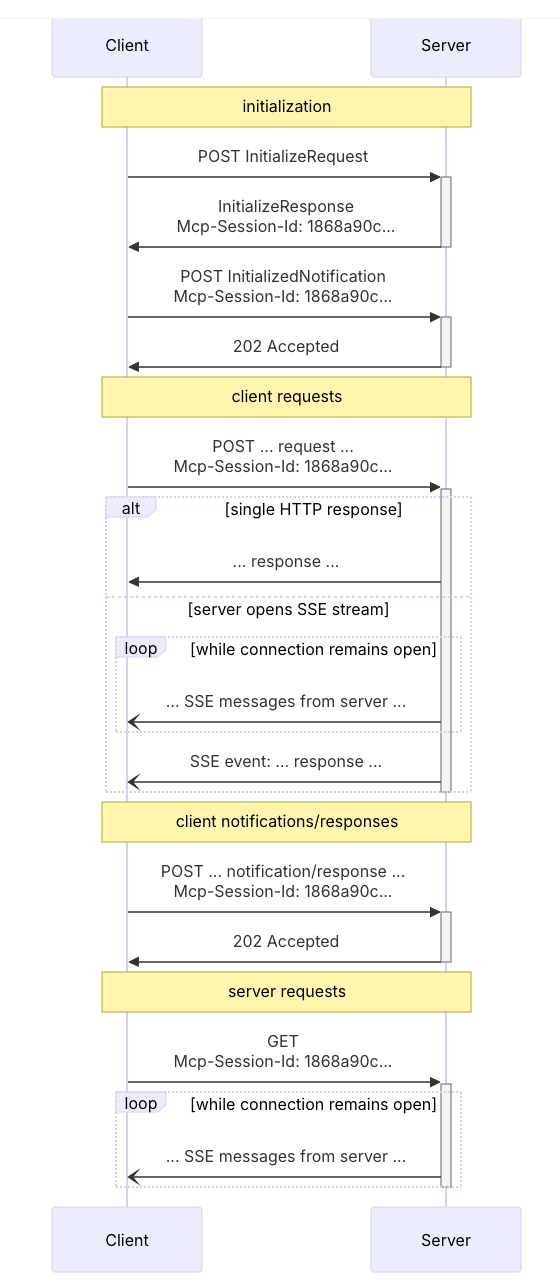 Client
Server
initialization
POST InitializeRequest
InitializeResponse
Mcp-Session-Id: 1868a90c...
POST InitializedNotification
Mcp-Session-Id: 1868a90c...
202 Accepted
client requests
POST ... request ...
Mcp-Session-Id: 1868a90c...
alt
[single HTTP response]
... response ...
[server opens SSE stream]
loop
[while connection remains open]
... SSE messages from server ...
SSE event: ... response ...
client notifications/responses
POST ... notification/response ...
Mcp-Session-Id: 1868a90c...
202 Accepted
server requests
GET
Mcp-Session-Id: 1868a90c...
loop
[while connection remains open]
... SSE messages from server ...
Client
Server